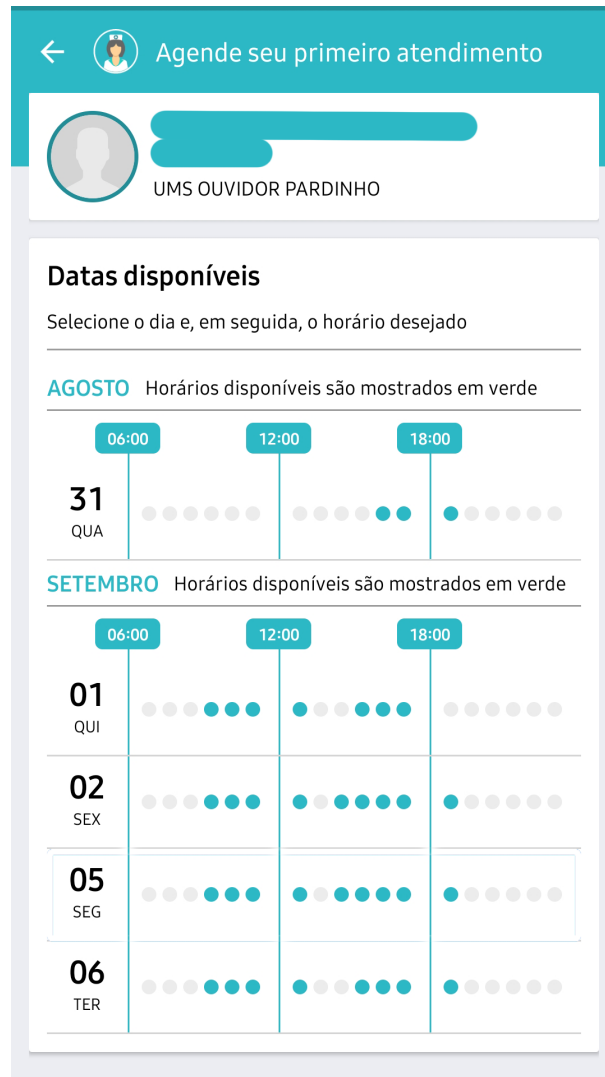 Agende seu primeiro atendimento
UMS OUVIDOR PARDINHO
Datas disponíveis
Selecione o dia e, em seguida, o horário desejado
AGOSTO Horários disponíveis são mostrados em verde
06:00 12:00 18:00
31
QUA
SETEMBRO Horários disponíveis são mostrados em verde
06:00 12:00 18:00
01
QUI
02
SEX
05
SEG
06
TER